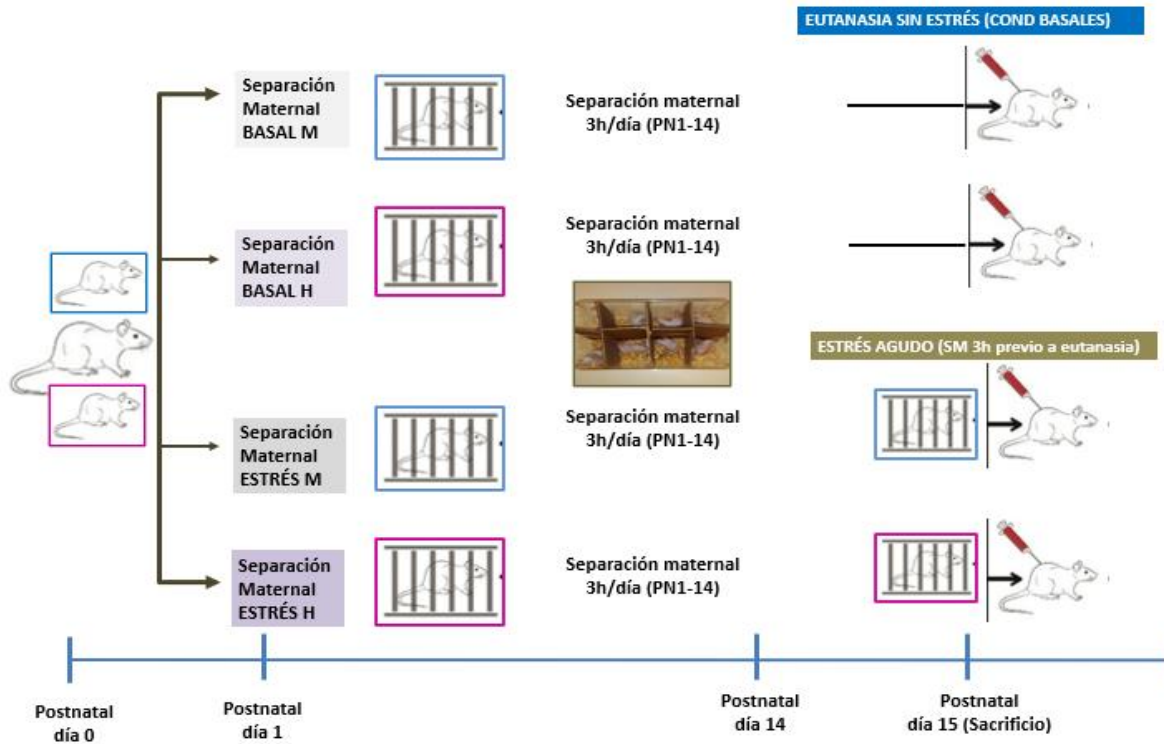 EUTANASIA SIN ESTRÉS (COND BASALES)
Separación
Maternal
BASAL M
Separación maternal
3h/día (PN1-14)
Separación
Maternal
BASAL H
Separación maternal
3h/día (PN1-14)
ESTRÉS AGUDO (SM 3h previo a eutanasia)
Separación
Maternal
ESTRÉS M
Separación maternal
3h/día (PN1-14)
Separación
Maternal
ESTRÉS H
Separación maternal
3h/día (PN1-14)
Postnatal
día 0
Postnatal
día 1
Postnatal
día 14
Postnatal
día 15 (Sacrificio)